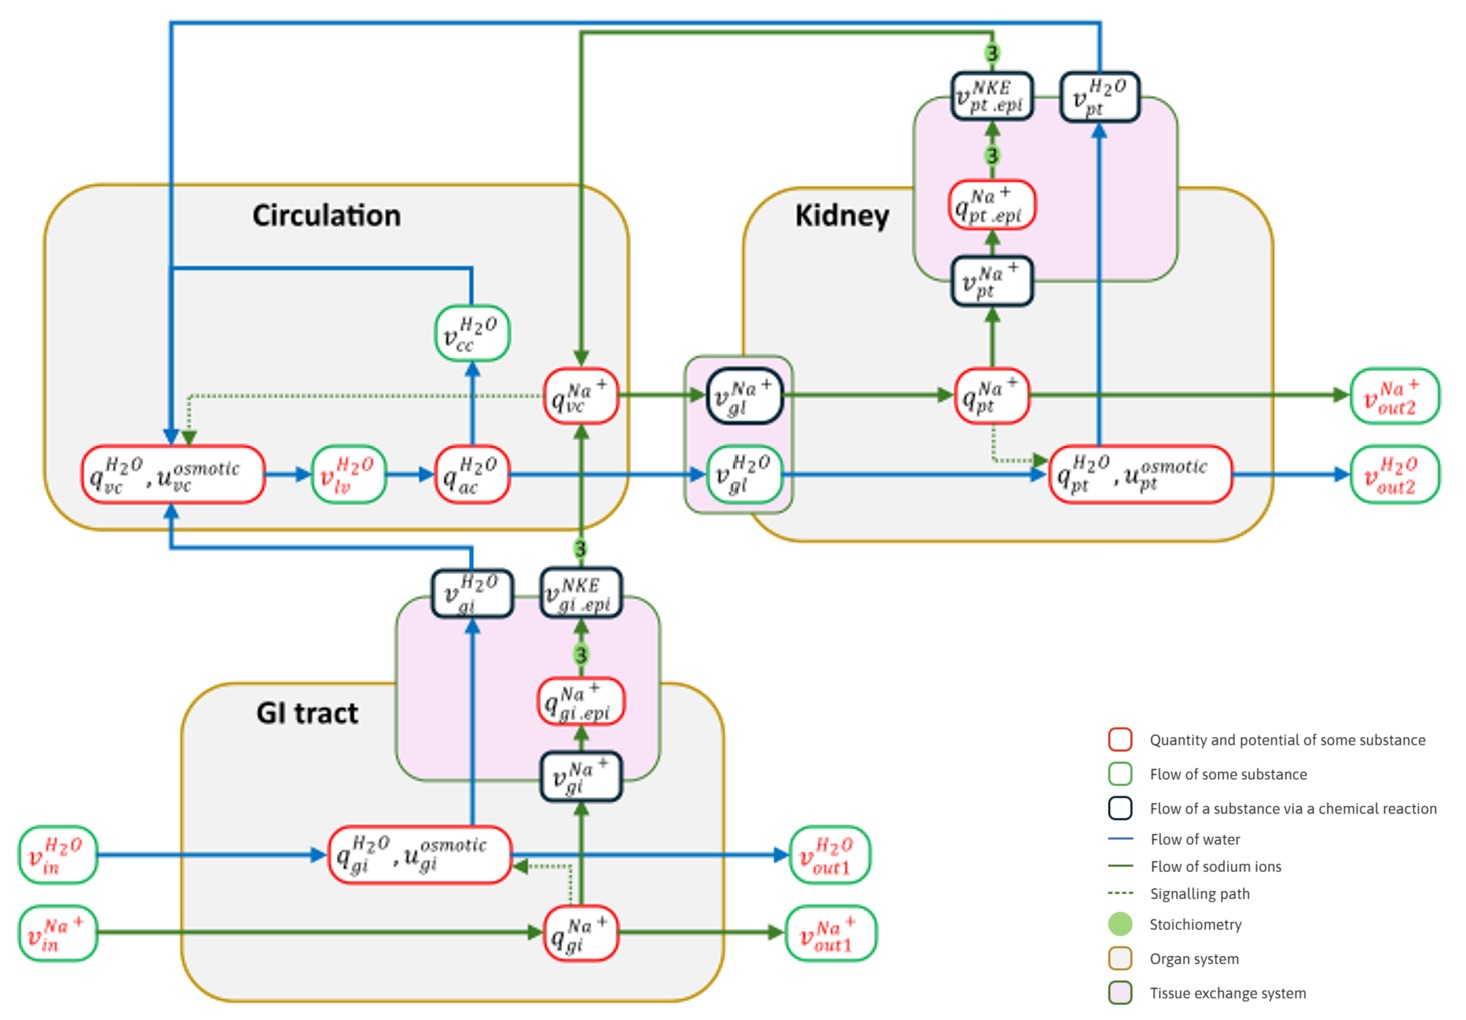 3
v_{pt.epi}^{NKE}
v_{pt}^{H_2O}
3
Circulation
Kidney
q_{pt.epi}^{Na^+}
v_{pt}^{Na^+}
v_{cc}^{H_2O}
q_{vc}^{Na^+}
v_{gl}^{Na^+}
q_{pt}^{Na^+}
v_{out2}^{Na^+}
q_{vc}^{H_2O}, u_{vc}^{osmotic}
v_{lv}^{H_2O}
q_{ac}^{H_2O}
v_{gl}^{H_2O}
q_{pt}^{H_2O}, u_{pt}^{osmotic}
v_{out2}^{H_2O}
3
v_{gi}^{H_2O}
v_{gi.epi}^{NKE}
3
GI tract
q_{gi.epi}^{Na^+}
v_{gi}^{Na^+}
v_{in}^{H_2O}
q_{gi}^{H_2O}, u_{gi}^{osmotic}
v_{out1}^{H_2O}
v_{in}^{Na^+}
q_{gi}^{Na^+}
v_{out1}^{Na^+}
Quantity and potential of some substance
Flow of some substance
Flow of a substance via a chemical reaction
Flow of water
Flow of sodium ions
Signalling path
Stoichiometry
Organ system
Tissue exchange system